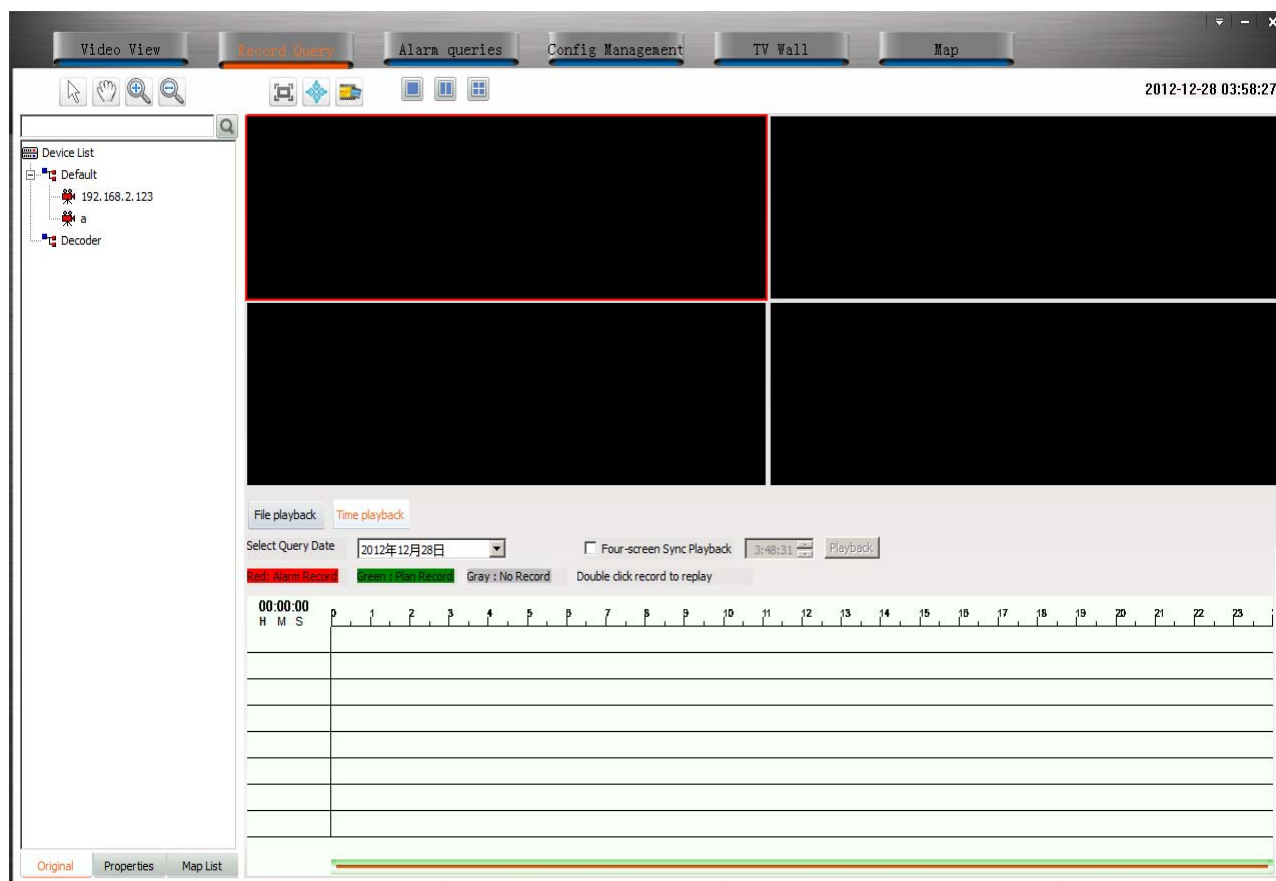 Video View Record Query Alarm queries Config Management TV Wall Map
2012-12-28 03:58:27
Device List
Default
192.168.2.123
a
Decoder
File playback Time playback
Select Query Date 2012年12月28日 Four-screen Sync Playback 3:48:31 Playback
Red: Alarm Record Green : Plan Record Gray : No Record Double click record to replay
00:00:00
H M S
0 1 2 3 4 5 6 7 8 9 10 11 12 13 14 15 16 17 18 19 20 21 22 23
Original Properties Map List